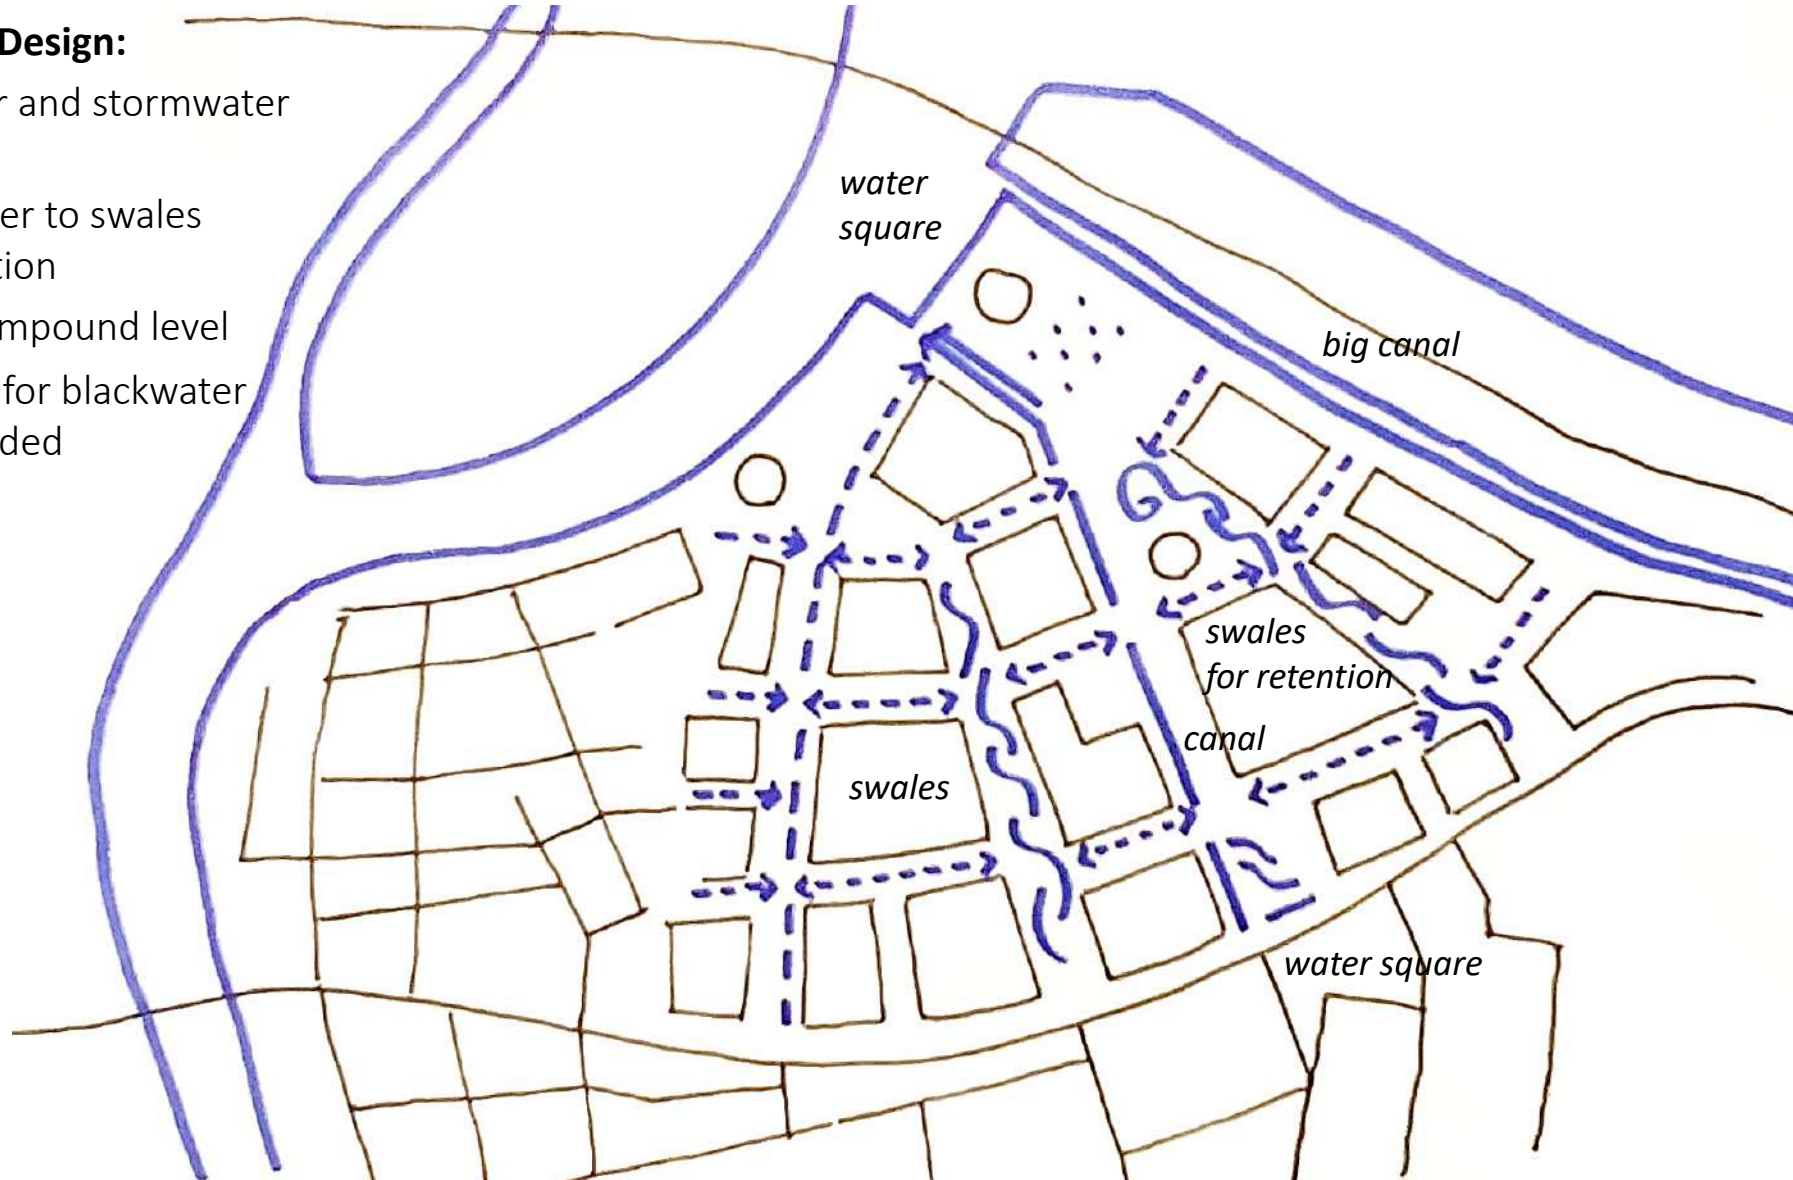 Design:
r and stormwater
er to swales
tion
mpound level
for blackwater
ded
water
square
big canal
swales
for retention
canal
swales
water square